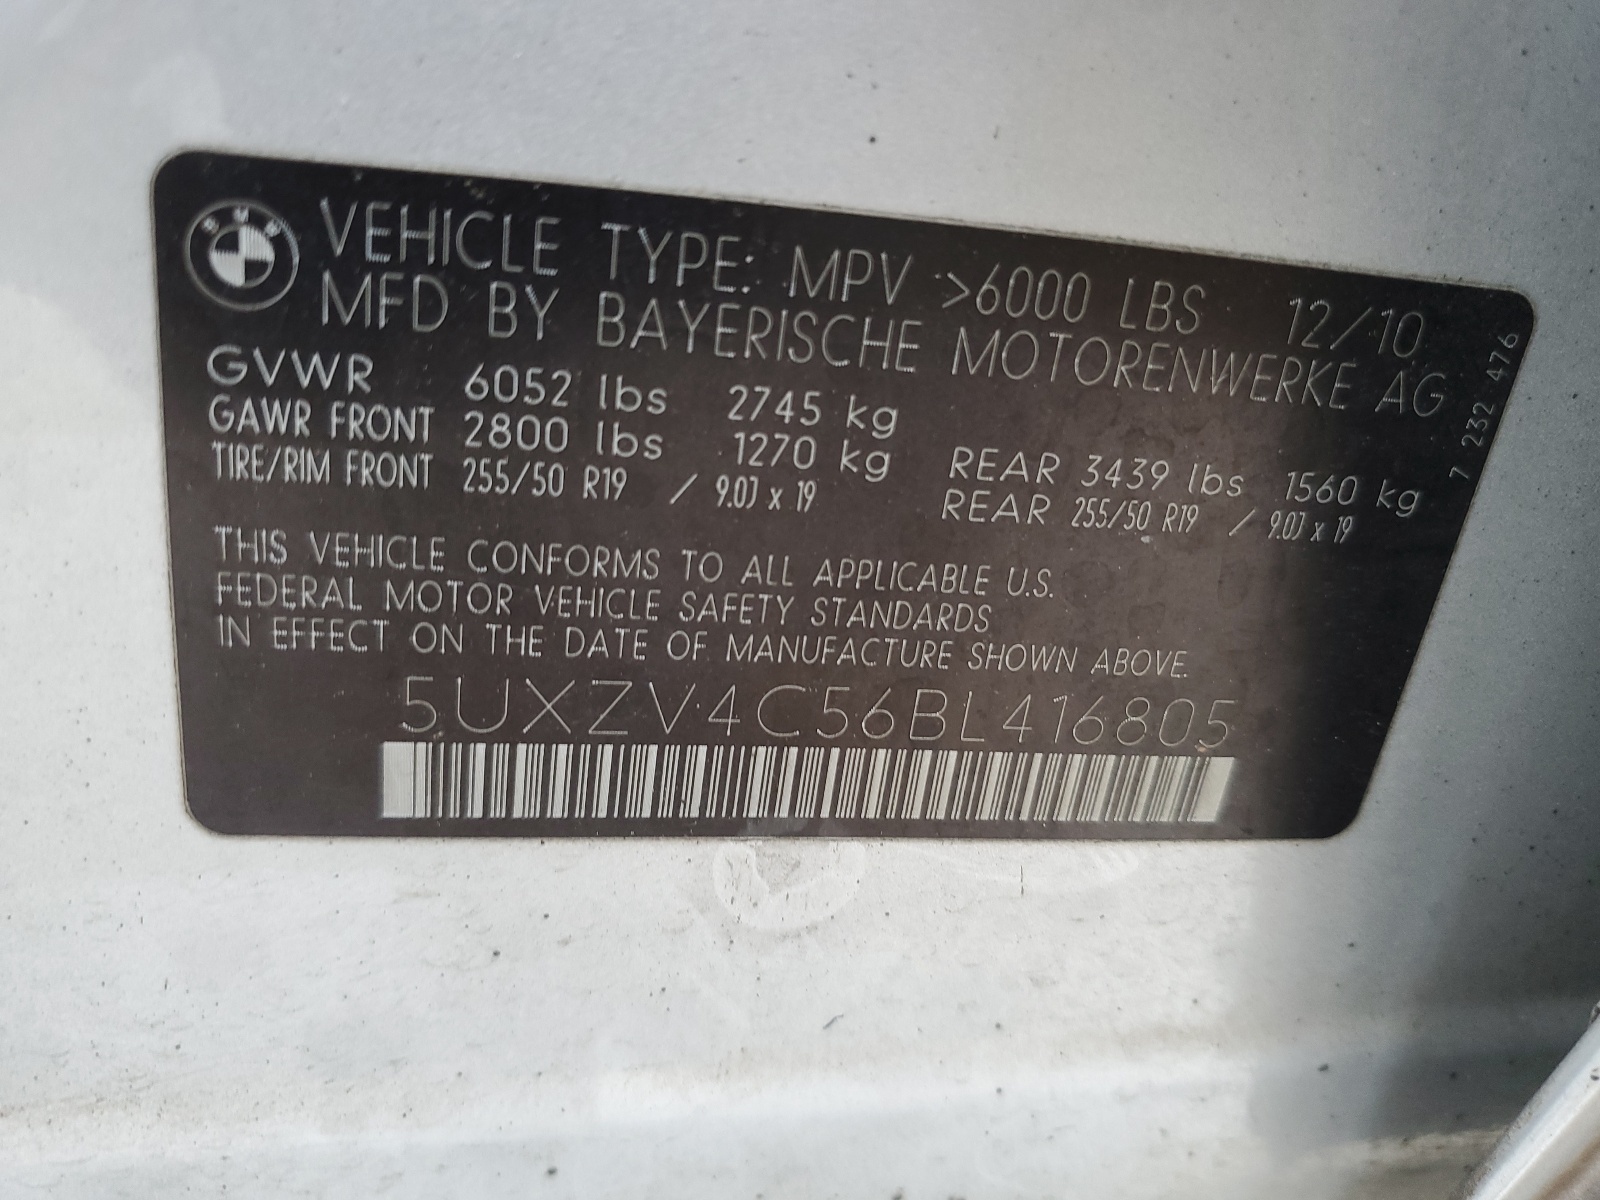 BMW
VEHICLE TYPE: MPV >6000 LBS 12/10
MFD BY BAYERISCHE MOTORENWERKE AG
GVWR 6052 lbs 2745 kg
GAWR FRONT 2800 lbs 1270 kg REAR 3439 lbs 1560 kg
TIRE/RIM FRONT 255/50 R19 / 9.0J x 19 REAR 255/50 R19 / 9.0J x 19
7 232 476
THIS VEHICLE CONFORMS TO ALL APPLICABLE U.S.
FEDERAL MOTOR VEHICLE SAFETY STANDARDS
IN EFFECT ON THE DATE OF MANUFACTURE SHOWN ABOVE.
5UXZV4C56BL416805